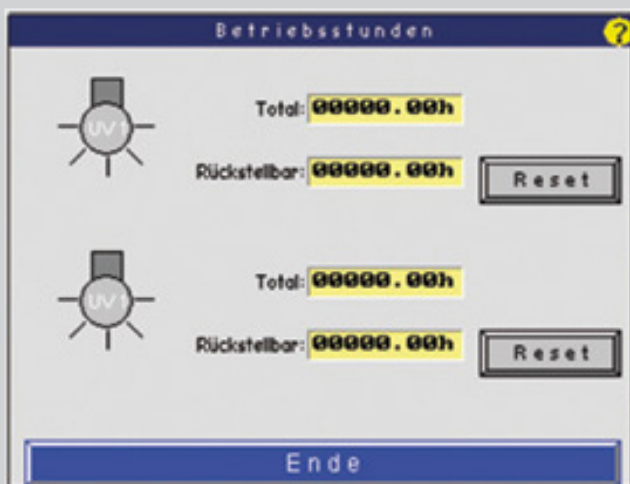 Betriebsstunden ?
UV1
Total: 00000.00h
Rückstellbar: 00000.00h Reset
UV1
Total: 00000.00h
Rückstellbar: 00000.00h Reset
Ende